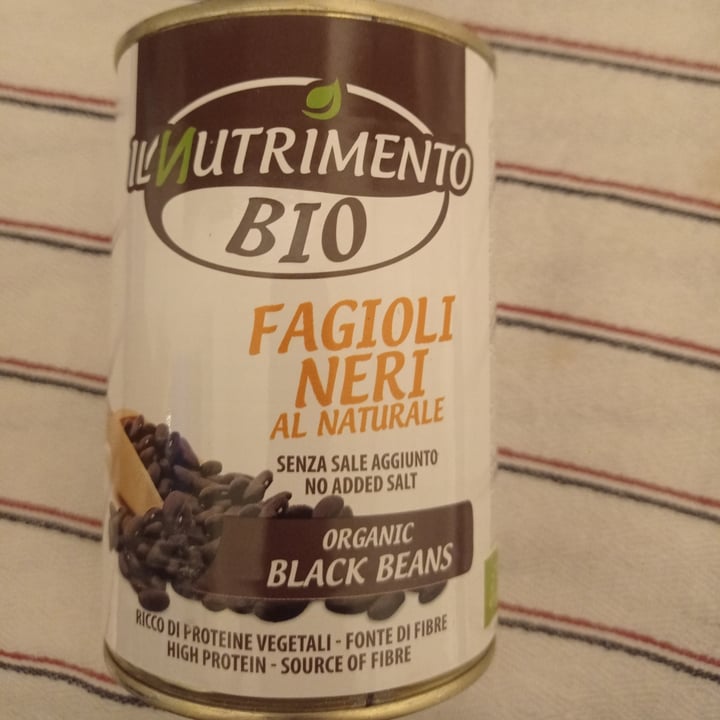 IL NUTRIMENTO
BIO
FAGIOLI
NERI
AL NATURALE
SENZA SALE AGGIUNTO
NO ADDED SALT
ORGANIC
BLACK BEANS
RICCO DI PROTEINE VEGETALI - FONTE DI FIBRE
HIGH PROTEIN - SOURCE OF FIBRE